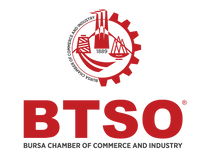 BURSA CHAMBER OF COMMERCE AND INDUSTRY
1889
BTSO®
BURSA CHAMBER OF COMMERCE AND INDUSTRY